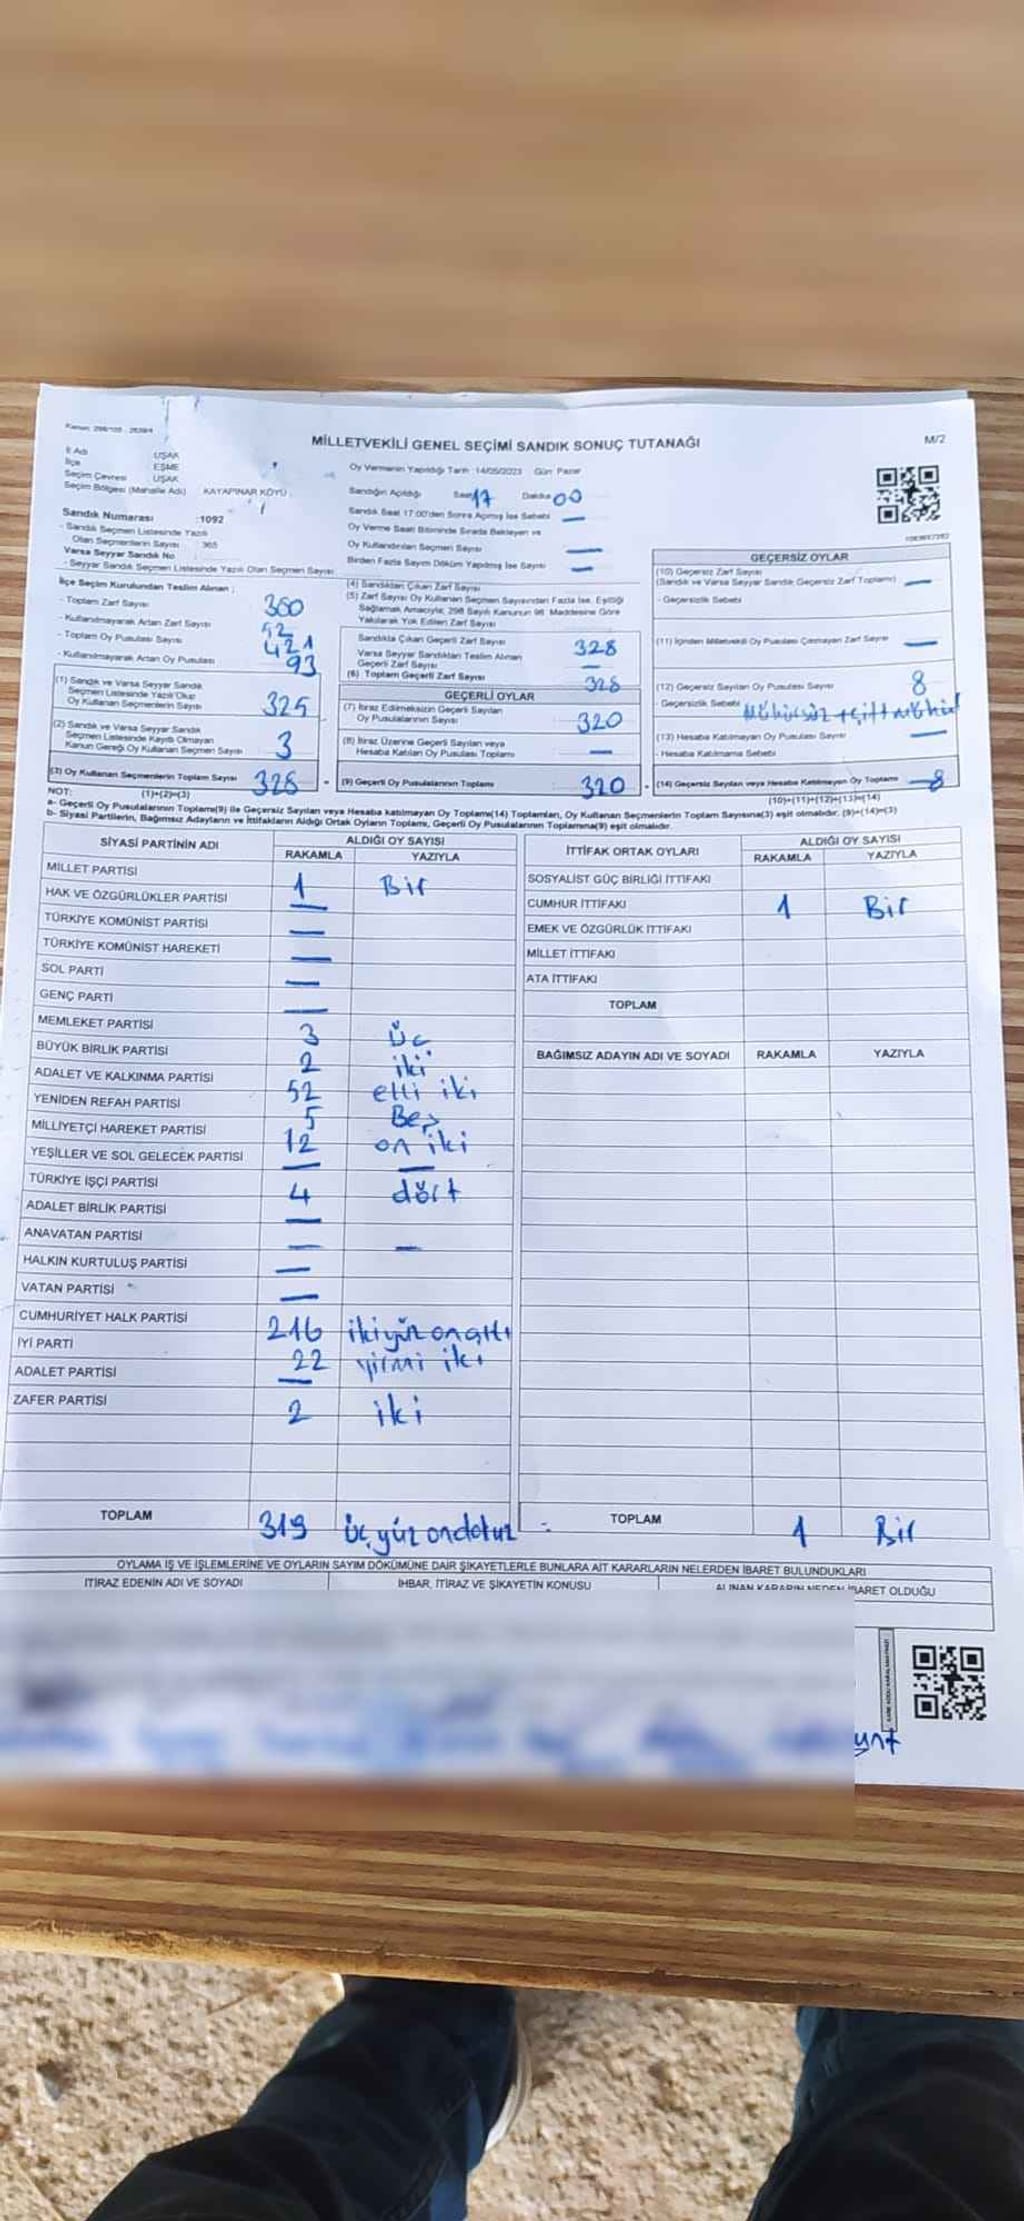 MİLLETVEKİLİ GENEL SEÇİMİ SANDIK SONUÇ TUTANAĞI
M/2
İl Adı UŞAK
İlçe EŞME
Seçim Çevresi UŞAK
Seçim Bölgesi (Mahalle Adı) KAYAPINAR KÖYÜ
Oy Vermenin Yapıldığı Tarih : 14/05/2023 Gün Pazar
Sandığın Açıldığı Saat 17 Dakika 00
Sandık Saat 17:00'den Sonra Açılmış İse Sebebi —
Oy Verme Saati Bitiminde Sırada Bekleyen ve
Oy Kullandırılan Seçmen Sayısı —
Birden Fazla Sayım Döküm Yapılmış İse Sayısı —
Sandık Numarası :1092
- Sandık Seçmen Listesinde Yazılı
Olan Seçmenlerin Sayısı : 365
Varsa Seyyar Sandık No
- Seyyar Sandık Seçmen Listesinde Yazılı Olan Seçmen Sayısı
İlçe Seçim Kurulundan Teslim Alınan ;
- Toplam Zarf Sayısı 360
- Kullanılmayarak Artan Zarf Sayısı
- Toplam Oy Pusulası Sayısı 421
- Kullanılmayarak Artan Oy Pusulası 93
(1) Sandık ve Varsa Seyyar Sandık
Seçmen Listesinde Yazılı Olup
Oy Kullanan Seçmenlerin Sayısı 325
(2) Sandık ve Varsa Seyyar Sandık
Seçmen Listesinde Kayıtlı Olmayan
Kanun Gereği Oy Kullanan Seçmen Sayısı 3
(3) Oy Kullanan Seçmenlerin Toplam Sayısı 328
(1)+(2)=(3)
(4) Sandıktan Çıkan Zarf Sayısı
(5) Zarf Sayısı Oy Kullanan Seçmen Sayısından Fazla İse, Eşitliği
Sağlamak Amacıyla, 298 Sayılı Kanunun 98. Maddesine Göre
Yakılarak Yok Edilen Zarf Sayısı
Sandıkta Çıkan Geçerli Zarf Sayısı 328
Varsa Seyyar Sandıktan Teslim Alınan
Geçerli Zarf Sayısı —
(6) Toplam Geçerli Zarf Sayısı 328
GEÇERLİ OYLAR
(7) İtiraz Edilmeksizin Geçerli Sayılan
Oy Pusulalarının Sayısı 320
(8) İtiraz Üzerine Geçerli Sayılan veya
Hesaba Katılan Oy Pusulası Toplamı —
(9) Geçerli Oy Pusulalarının Toplamı 320
GEÇERSİZ OYLAR
(10) Geçersiz Zarf Sayısı
(Sandık ve Varsa Seyyar Sandık Geçersiz Zarf Toplamı) —
- Geçersizlik Sebebi
(11) İçinden Milletvekili Oy Pusulası Çıkmayan Zarf Sayısı —
(12) Geçersiz Sayılan Oy Pusulası Sayısı 8
- Geçersizlik Sebebi Mühürsüz + çift mühür
(13) Hesaba Katılmayan Oy Pusulası Sayısı —
- Hesaba Katılmama Sebebi
(14) Geçersiz Sayılan veya Hesaba Katılmayan Oy Toplamı 8
(10)+(11)+(12)+(13)=(14)
NOT:
a- Geçerli Oy Pusulalarının Toplamı(9) ile Geçersiz Sayılan veya Hesaba katılmayan Oy Toplamı(14) Toplamları, Oy Kullanan Seçmenlerin Toplam Sayısına(3) eşit olmalıdır. (9)+(14)=(3)
b- Siyasi Partilerin, Bağımsız Adayların ve İttifakların Aldığı Ortak Oyların Toplamı, Geçerli Oy Pusulalarının Toplamına(9) eşit olmalıdır.
SİYASİ PARTİNİN ADI
ALDIĞI OY SAYISI
RAKAMLA YAZIYLA
MİLLET PARTİSİ 1 Bir
HAK VE ÖZGÜRLÜKLER PARTİSİ —
TÜRKİYE KOMÜNİST PARTİSİ —
TÜRKİYE KOMÜNİST HAREKETİ —
SOL PARTİ —
GENÇ PARTİ —
MEMLEKET PARTİSİ 3 Üç
BÜYÜK BİRLİK PARTİSİ 2 iki
ADALET VE KALKINMA PARTİSİ 52 elli iki
YENİDEN REFAH PARTİSİ 5 Beş
MİLLİYETÇİ HAREKET PARTİSİ 12 on iki
YEŞİLLER VE SOL GELECEK PARTİSİ — —
TÜRKİYE İŞÇİ PARTİSİ 4 dört
ADALET BİRLİK PARTİSİ —
ANAVATAN PARTİSİ — —
HALKIN KURTULUŞ PARTİSİ —
VATAN PARTİSİ —
CUMHURİYET HALK PARTİSİ 216 ikiyüz onaltı
İYİ PARTİ 22 yirmi iki
ADALET PARTİSİ —
ZAFER PARTİSİ 2 iki
TOPLAM 319 üç yüz ondokuz
İTTİFAK ORTAK OYLARI
ALDIĞI OY SAYISI
RAKAMLA YAZIYLA
SOSYALİST GÜÇ BİRLİĞİ İTTİFAKI
CUMHUR İTTİFAKI 1 Bir
EMEK VE ÖZGÜRLÜK İTTİFAKI
MİLLET İTTİFAKI
ATA İTTİFAKI
TOPLAM
BAĞIMSIZ ADAYIN ADI VE SOYADI RAKAMLA YAZIYLA
TOPLAM 1 Bir
OYLAMA İŞ VE İŞLEMLERİNE VE OYLARIN SAYIM DÖKÜMÜNE DAİR ŞİKAYETLERLE BUNLARA AİT KARARLARIN NELERDEN İBARET BULUNDUKLARI
İTİRAZ EDENİN ADI VE SOYADI
İHBAR, İTİRAZ VE ŞİKAYETİN KONUSU
ALINAN KARARIN NEDEN İBARET OLDUĞU